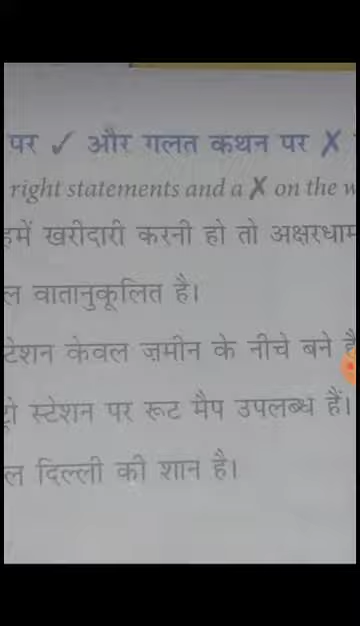 पर ✓ और गलत कथन पर ✗
right statements and a ✗ on the
हमें खरीदारी करनी हो तो अक्षरधाम
वातानुकूलित है।
केवल ज़मीन के नीचे बने
स्टेशन पर रूट मैप उपलब्ध हैं।
दिल्ली की शान है।